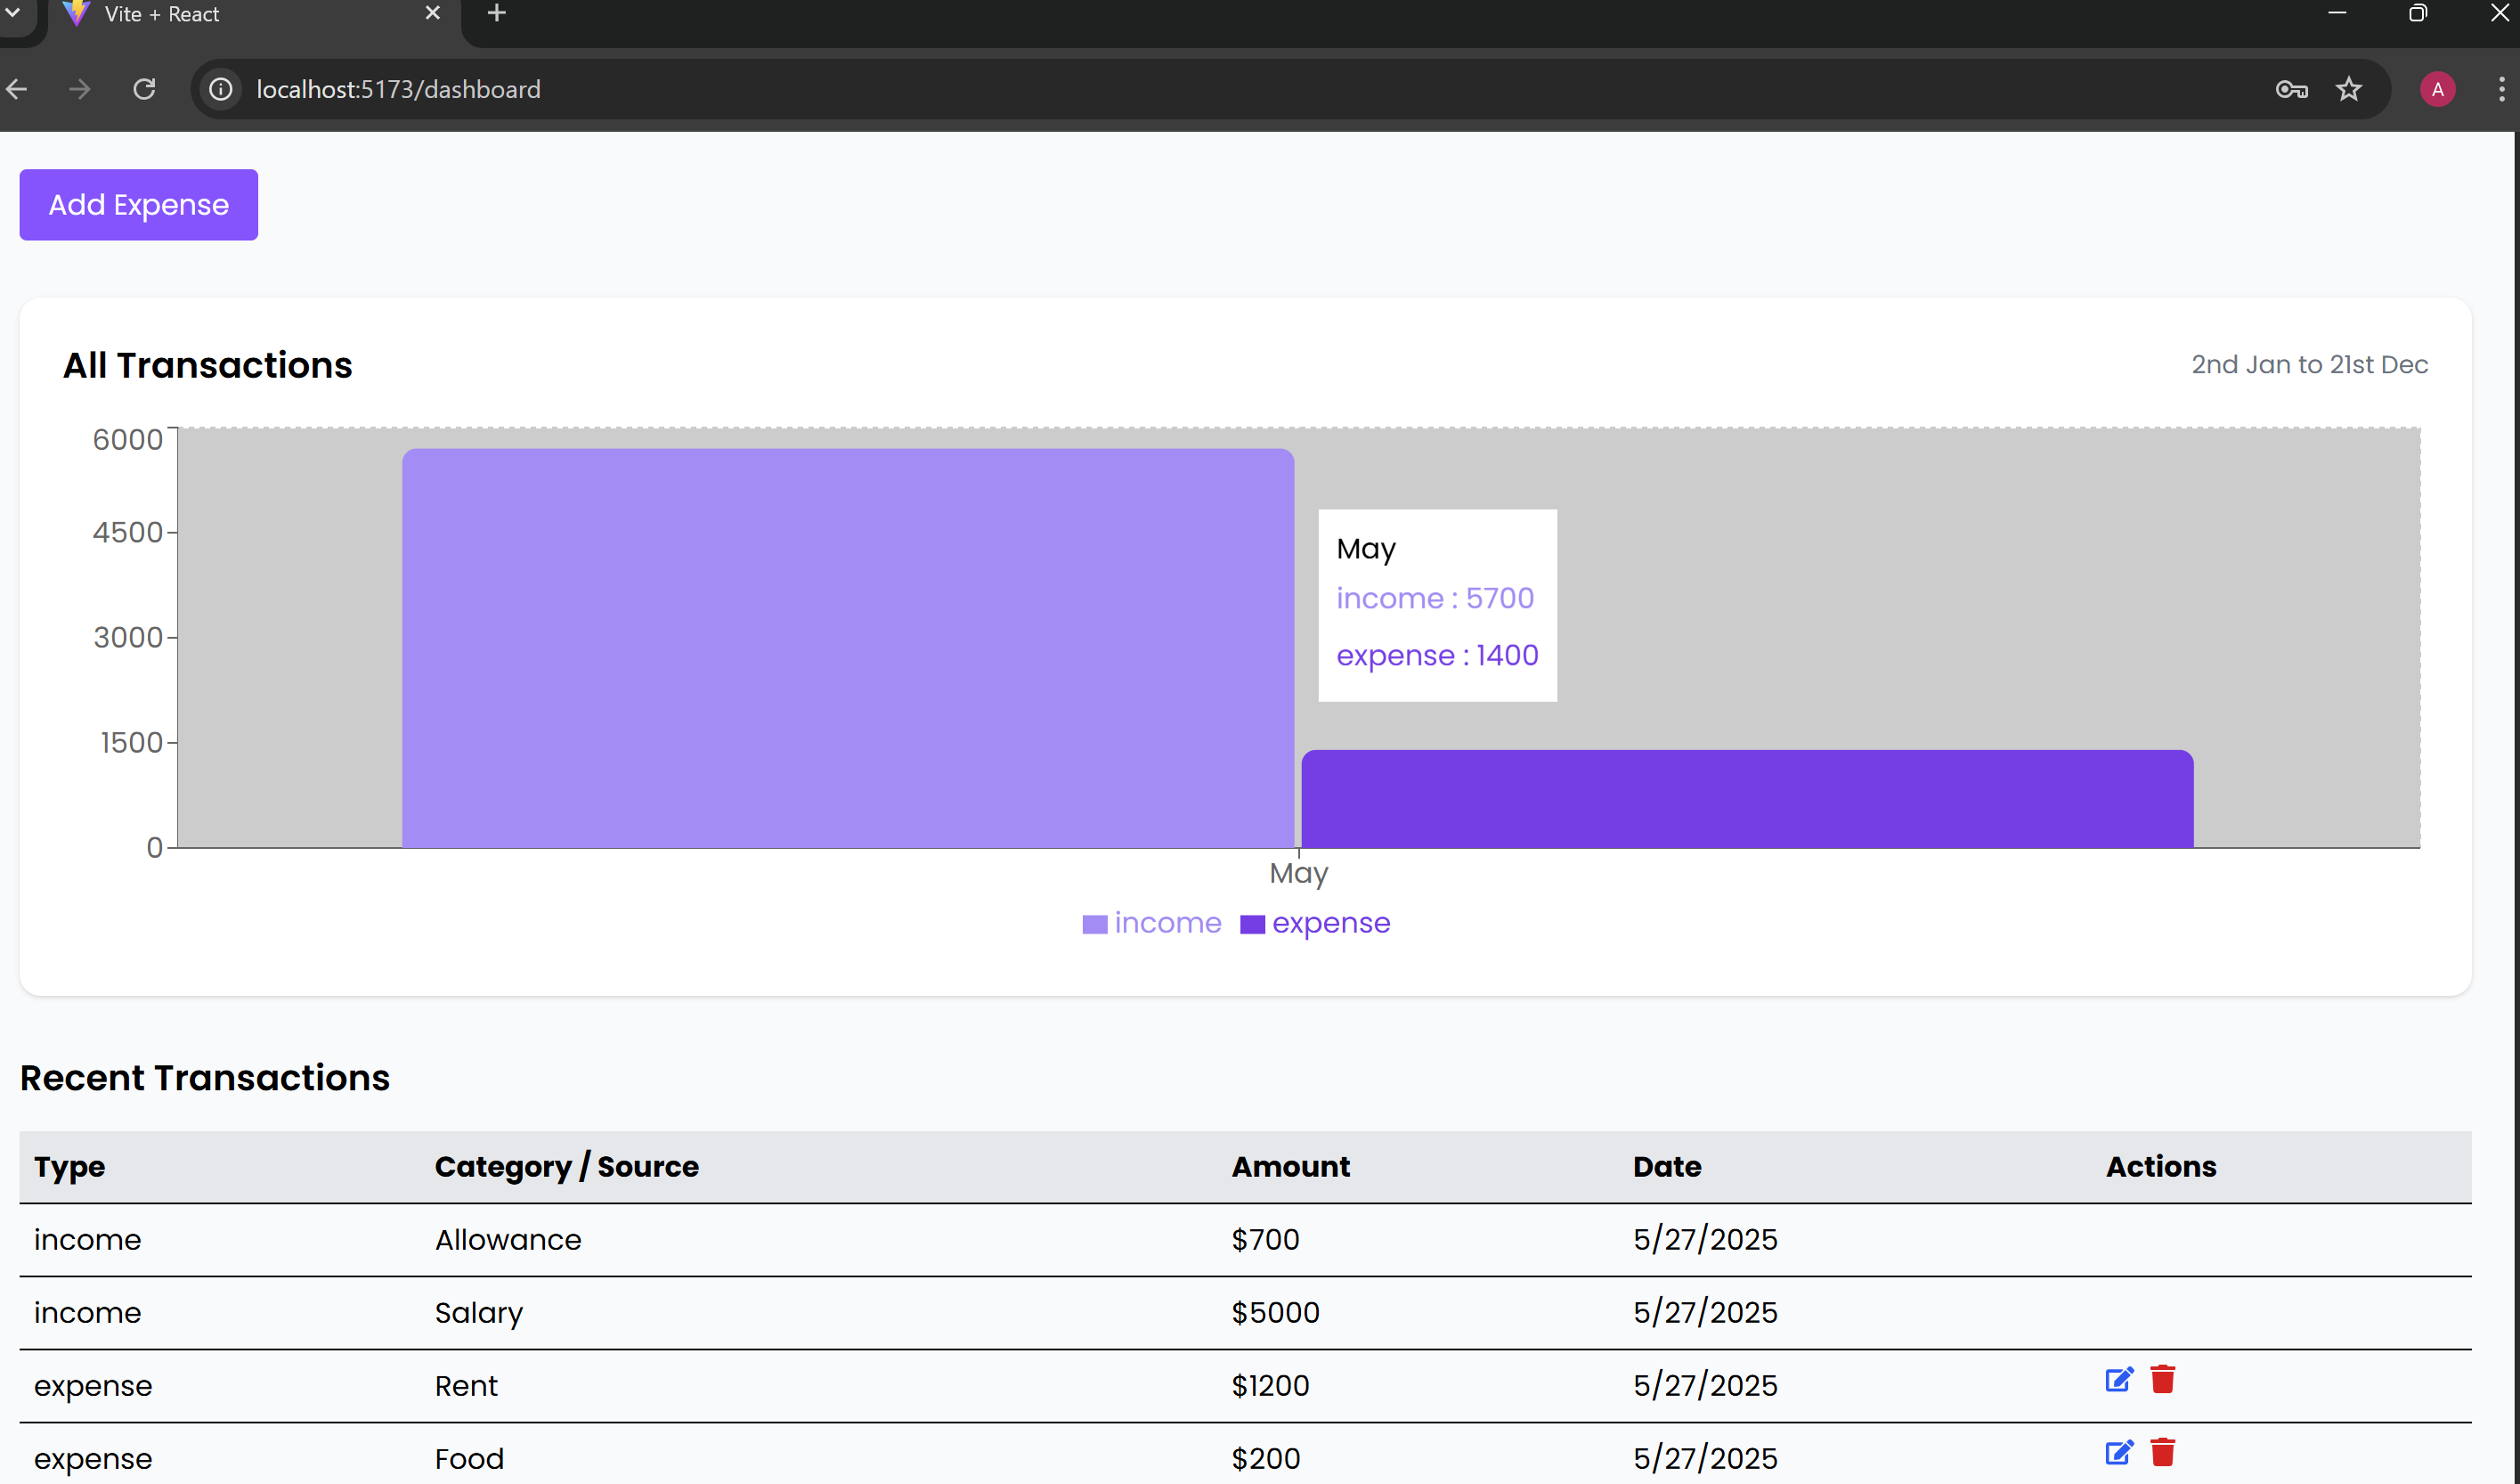 Vite + React
localhost:5173/dashboard
A
Add Expense
All Transactions
2nd Jan to 21st Dec
6000
4500
3000
1500
0
May
income : 5700
expense : 1400
May
income expense
Recent Transactions
Type Category / Source Amount Date Actions
income Allowance $700 5/27/2025
income Salary $5000 5/27/2025
expense Rent $1200 5/27/2025
expense Food $200 5/27/2025